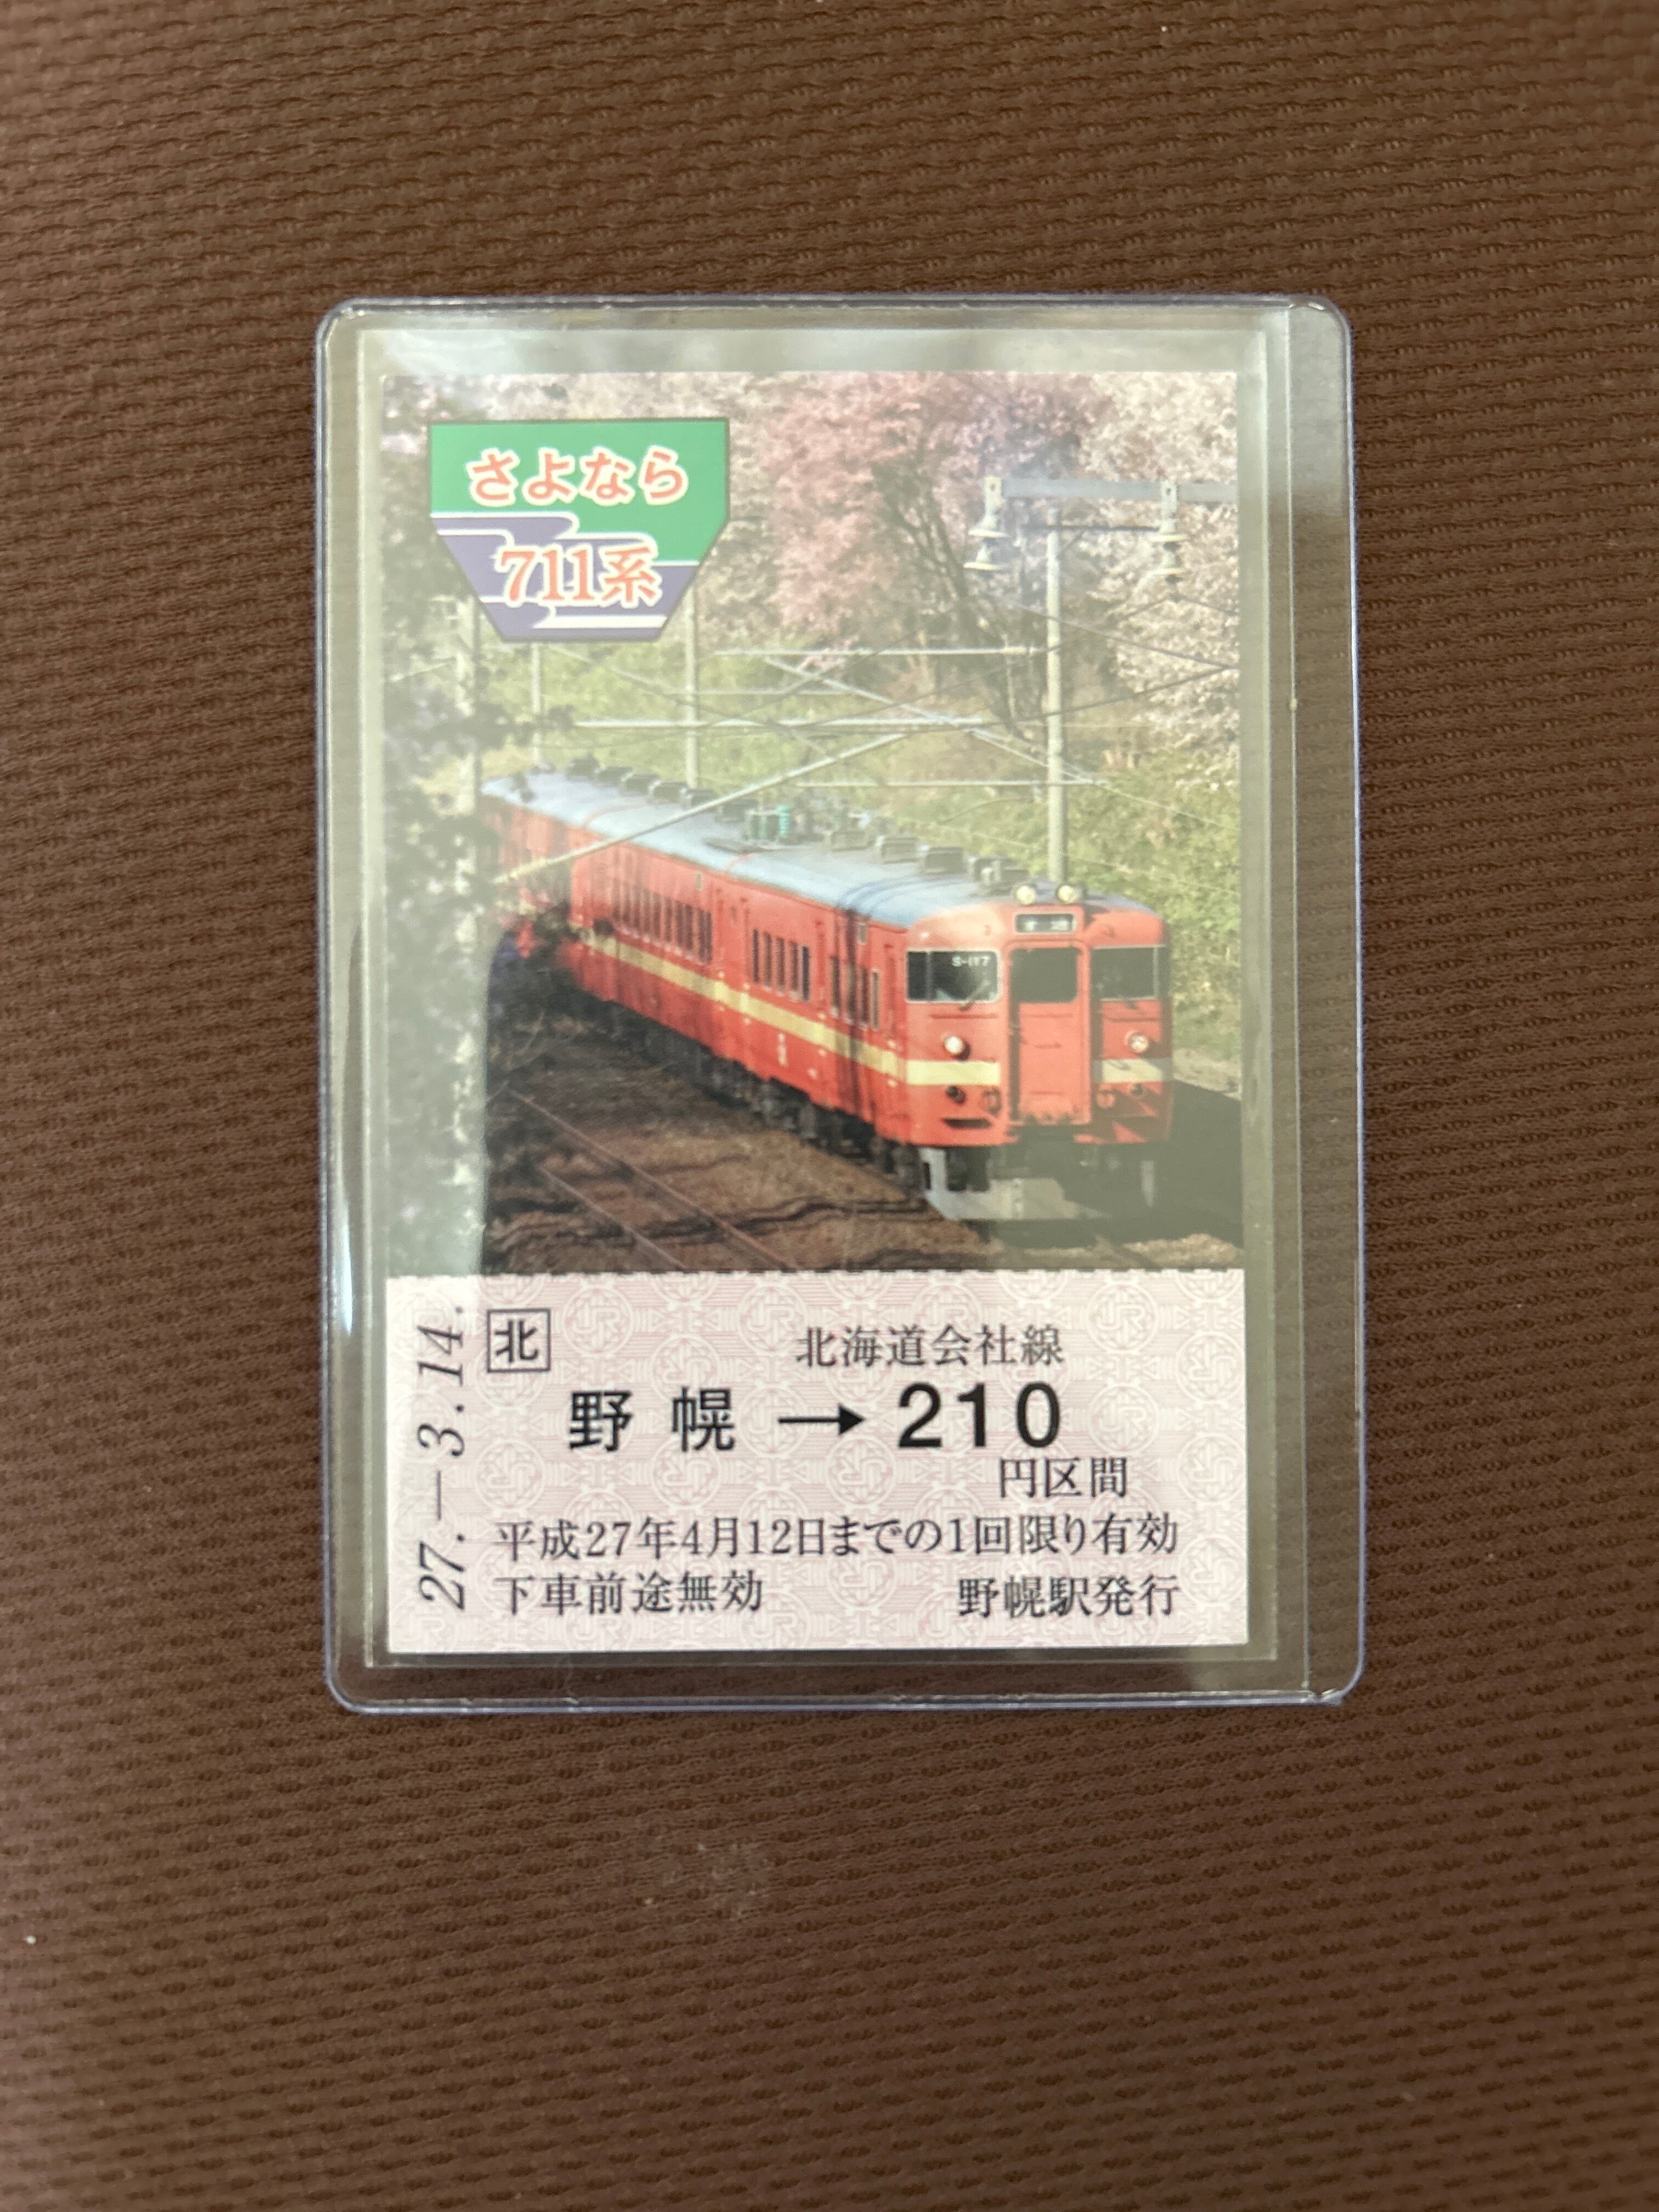 さよなら
711系
S-117
27.-3.14.
北
北海道会社線
野幌→210
円区間
平成27年4月12日までの1回限り有効
下車前途無効 野幌駅発行